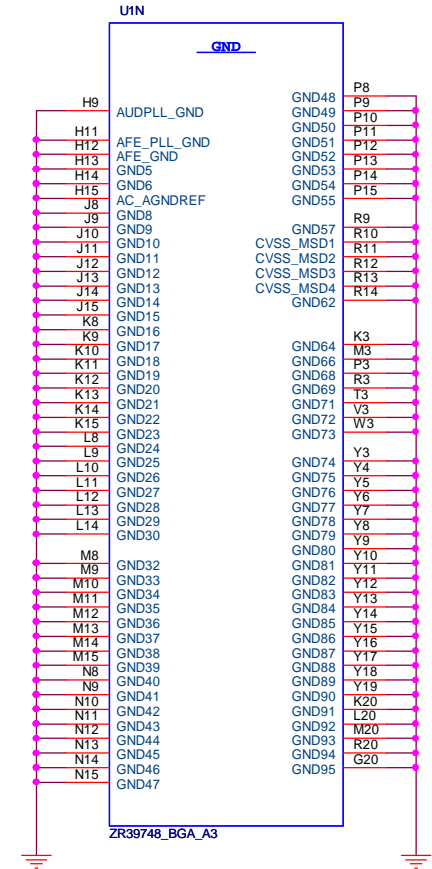 U1N
GND
H9 AUDPLL_GND
H11 AFE_PLL_GND
H12 AFE_GND
H13 GND5
H14 GND6
H15 AC_AGNDREF
J8 GND8
J9 GND9
J10 GND10
J11 GND11
J12 GND12
J13 GND13
J14 GND14
J15 GND15
K8 GND16
K9 GND17
K10 GND18
K11 GND19
K12 GND20
K13 GND21
K14 GND22
K15 GND23
L8 GND24
L9 GND25
L10 GND26
L11 GND27
L12 GND28
L13 GND29
L14 GND30
M8 GND32
M9 GND33
M10 GND34
M11 GND35
M12 GND36
M13 GND37
M14 GND38
M15 GND39
N8 GND40
N9 GND41
N10 GND42
N11 GND43
N12 GND44
N13 GND45
N14 GND46
N15 GND47
GND48 P8
GND49 P9
GND50 P10
GND51 P11
GND52 P12
GND53 P13
GND54 P14
GND55 P15
GND57 R9
CVSS_MSD1 R10
CVSS_MSD2 R11
CVSS_MSD3 R12
CVSS_MSD4 R13
GND62 R14
GND64 K3
GND66 M3
GND68 P3
GND69 R3
GND71 T3
GND72 V3
GND73 W3
GND74 Y3
GND75 Y4
GND76 Y5
GND77 Y6
GND78 Y7
GND79 Y8
GND80 Y9
GND81 Y10
GND82 Y11
GND83 Y12
GND84 Y13
GND85 Y14
GND86 Y15
GND87 Y16
GND88 Y17
GND89 Y18
GND90 Y19
GND91 K20
GND92 L20
GND93 M20
GND94 R20
GND95 G20
ZR39748_BGA_A3